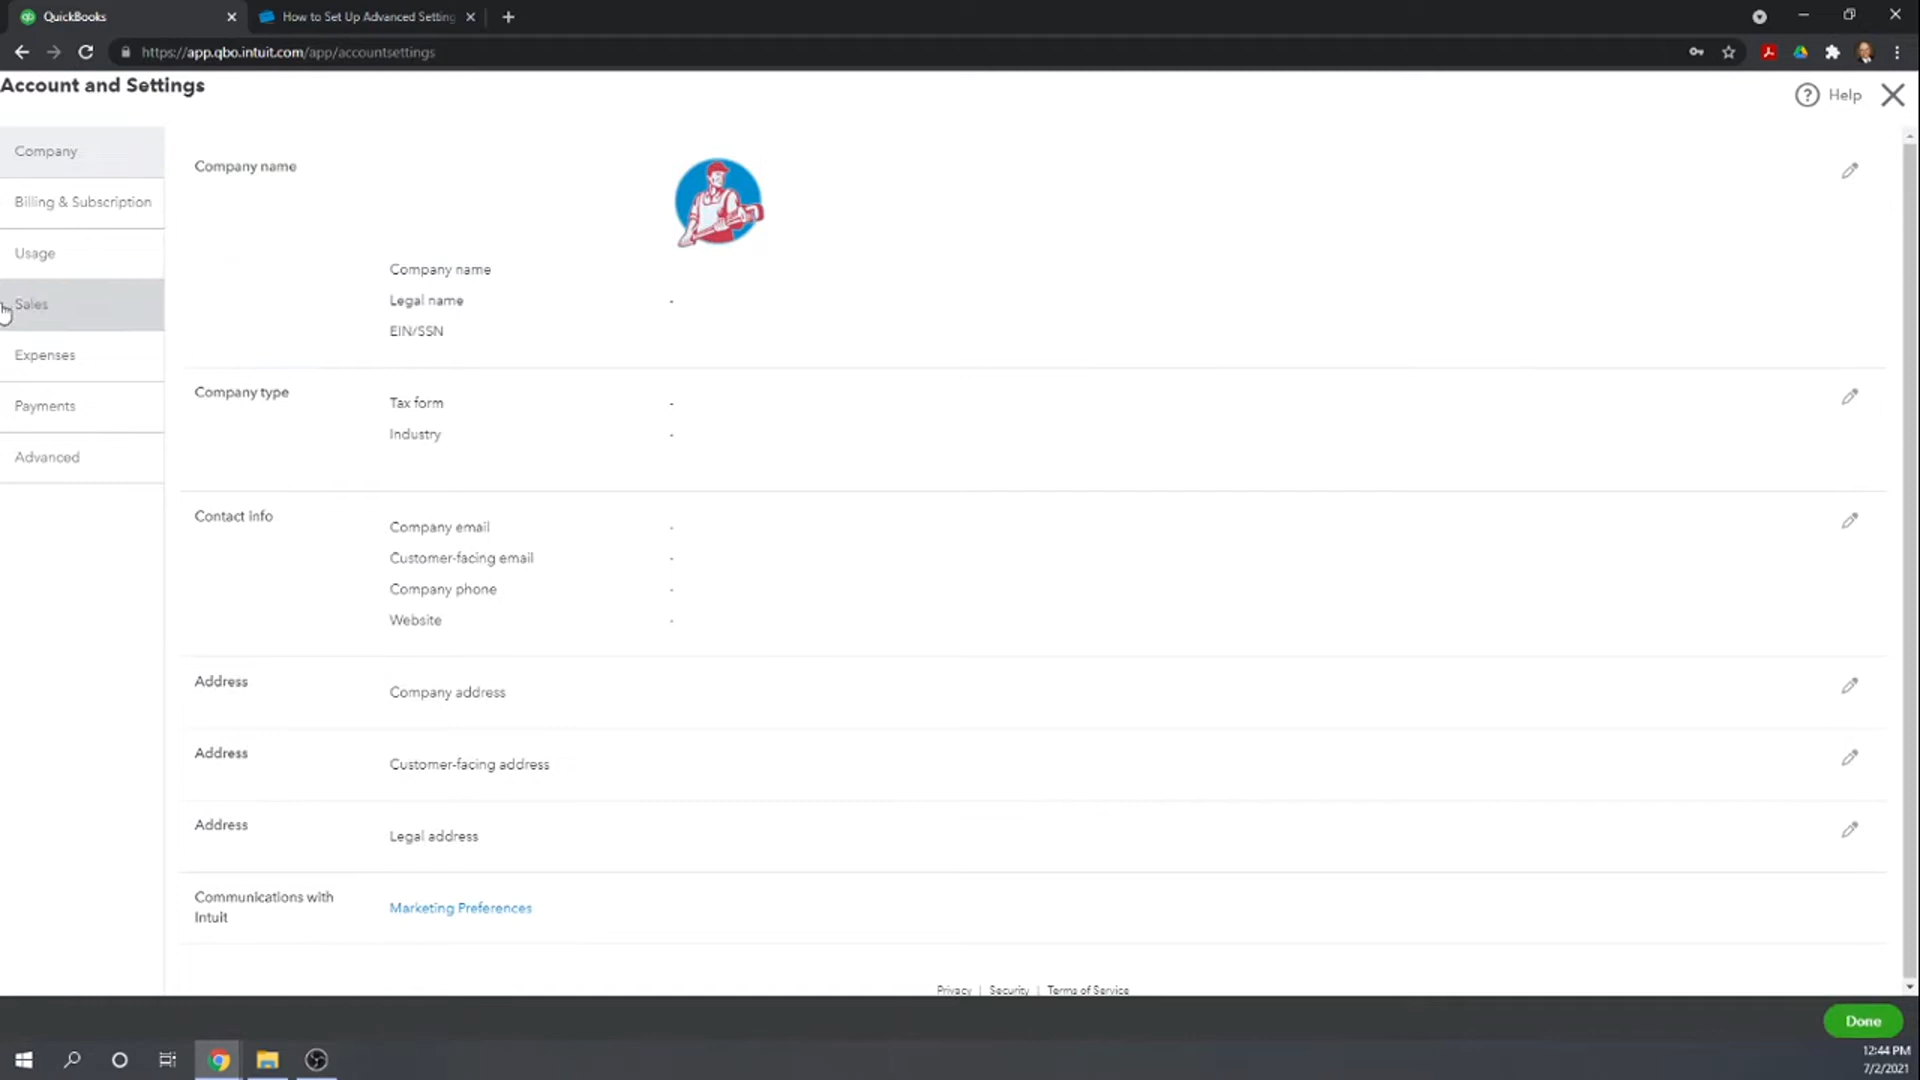 QuickBooks
How to Set Up Advanced Setting
https://app.qbo.intuit.com/app/accountsettings
Account and Settings
Help
Company
Billing & Subscription
Usage
Sales
Expenses
Payments
Advanced
Company name
Company name
Legal name -
EIN/SSN
Company type
Tax form -
Industry -
Contact info
Company email -
Customer-facing email -
Company phone -
Website -
Address
Company address
Address
Customer-facing address
Address
Legal address
Communications with
Intuit
Marketing Preferences
Privacy | Security | Terms of Service
Done
12:44 PM
7/2/2021